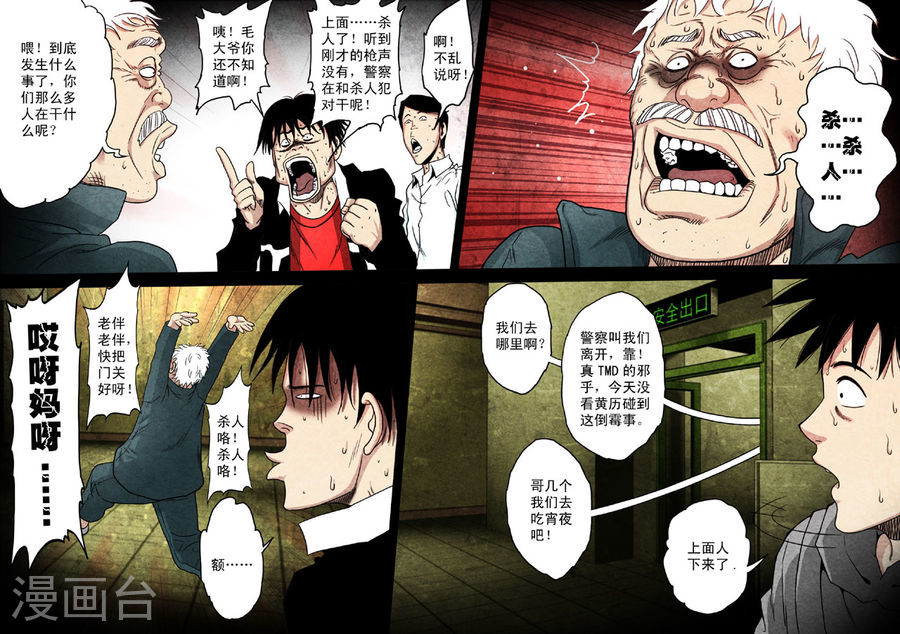 喂！到底
发生什么
事了，你
们那么多
人在干什
么呢？
咦！毛
大爷你
还不知
道啊！
上面……杀
人了！听到
刚才的枪声
没有，警察
在和杀人犯
对干呢！
啊！
不乱
说呀！
杀……杀
人……
哎呀妈呀……
老伴
老伴，
快把
门关
好呀！
杀人
咯！
杀人
咯！
额……
我们去
哪里啊？
警察叫我们
离开，靠！
真 TMD 的邪
乎，今天没
看黄历碰到
这倒霉事。
安全出口
哥几个
我们去
吃宵夜
吧！
上面人
下来了.
漫画台